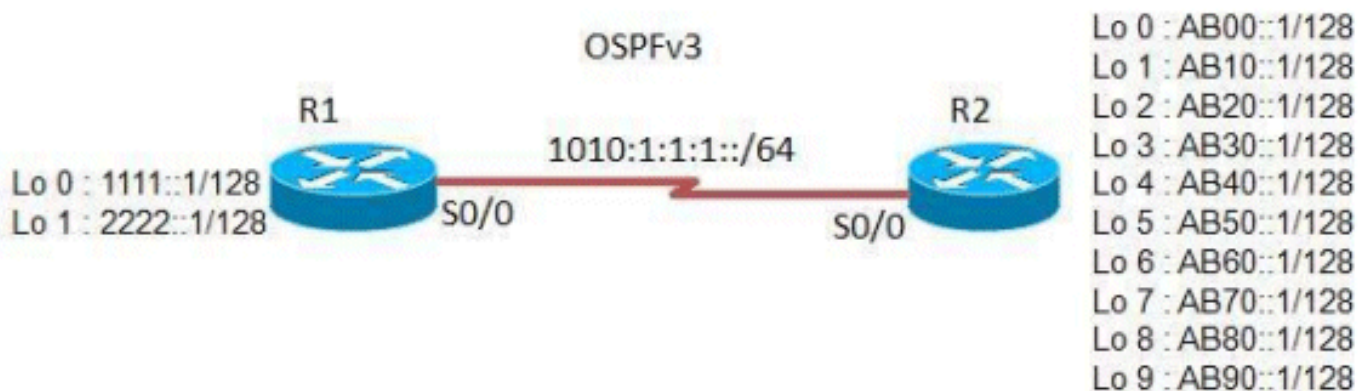 OSPFv3
R1
R2
1010:1:1:1::/64
S0/0
S0/0
Lo 0 : 1111::1/128
Lo 1 : 2222::1/128
Lo 0 : AB00::1/128
Lo 1 : AB10::1/128
Lo 2 : AB20::1/128
Lo 3 : AB30::1/128
Lo 4 : AB40::1/128
Lo 5 : AB50::1/128
Lo 6 : AB60::1/128
Lo 7 : AB70::1/128
Lo 8 : AB80::1/128
Lo 9 : AB90::1/128